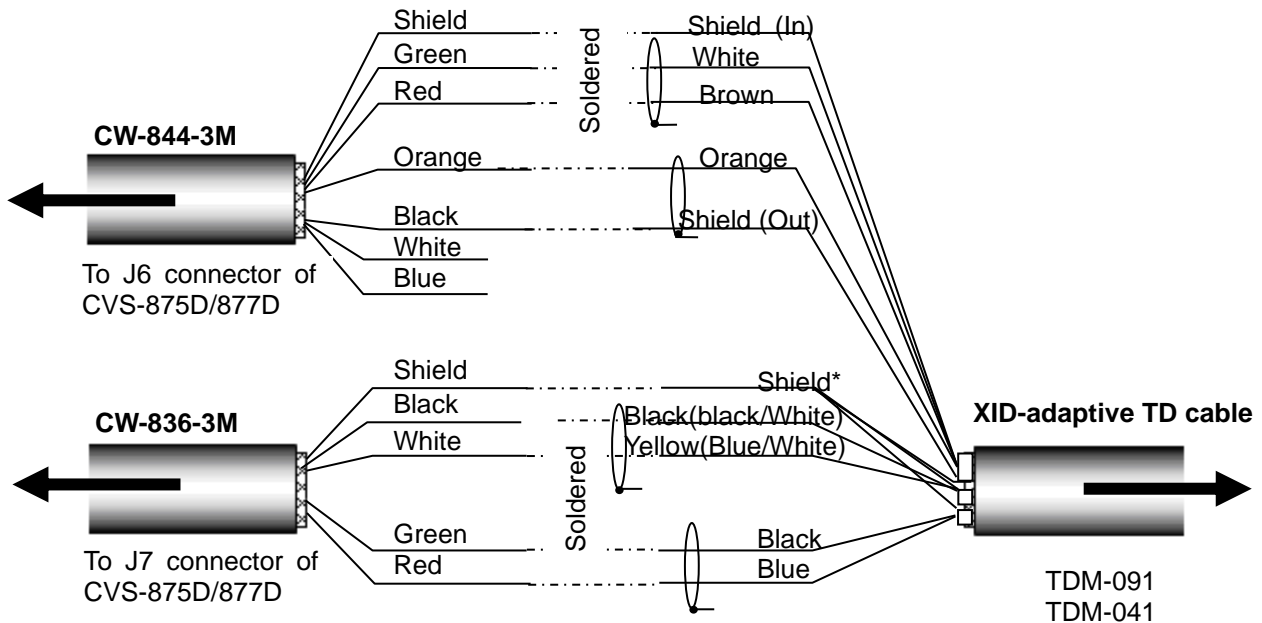 Shield
Shield (In)
Green
White
Red
Brown
Soldered
CW-844-3M
Orange
Orange
Black
Shield (Out)
White
Blue
To J6 connector of
CVS-875D/877D
Shield
Shield*
Black
Black(black/White)
White
Yellow(Blue/White)
CW-836-3M
XID-adaptive TD cable
Soldered
Green
Black
Red
Blue
To J7 connector of
CVS-875D/877D
TDM-091
TDM-041